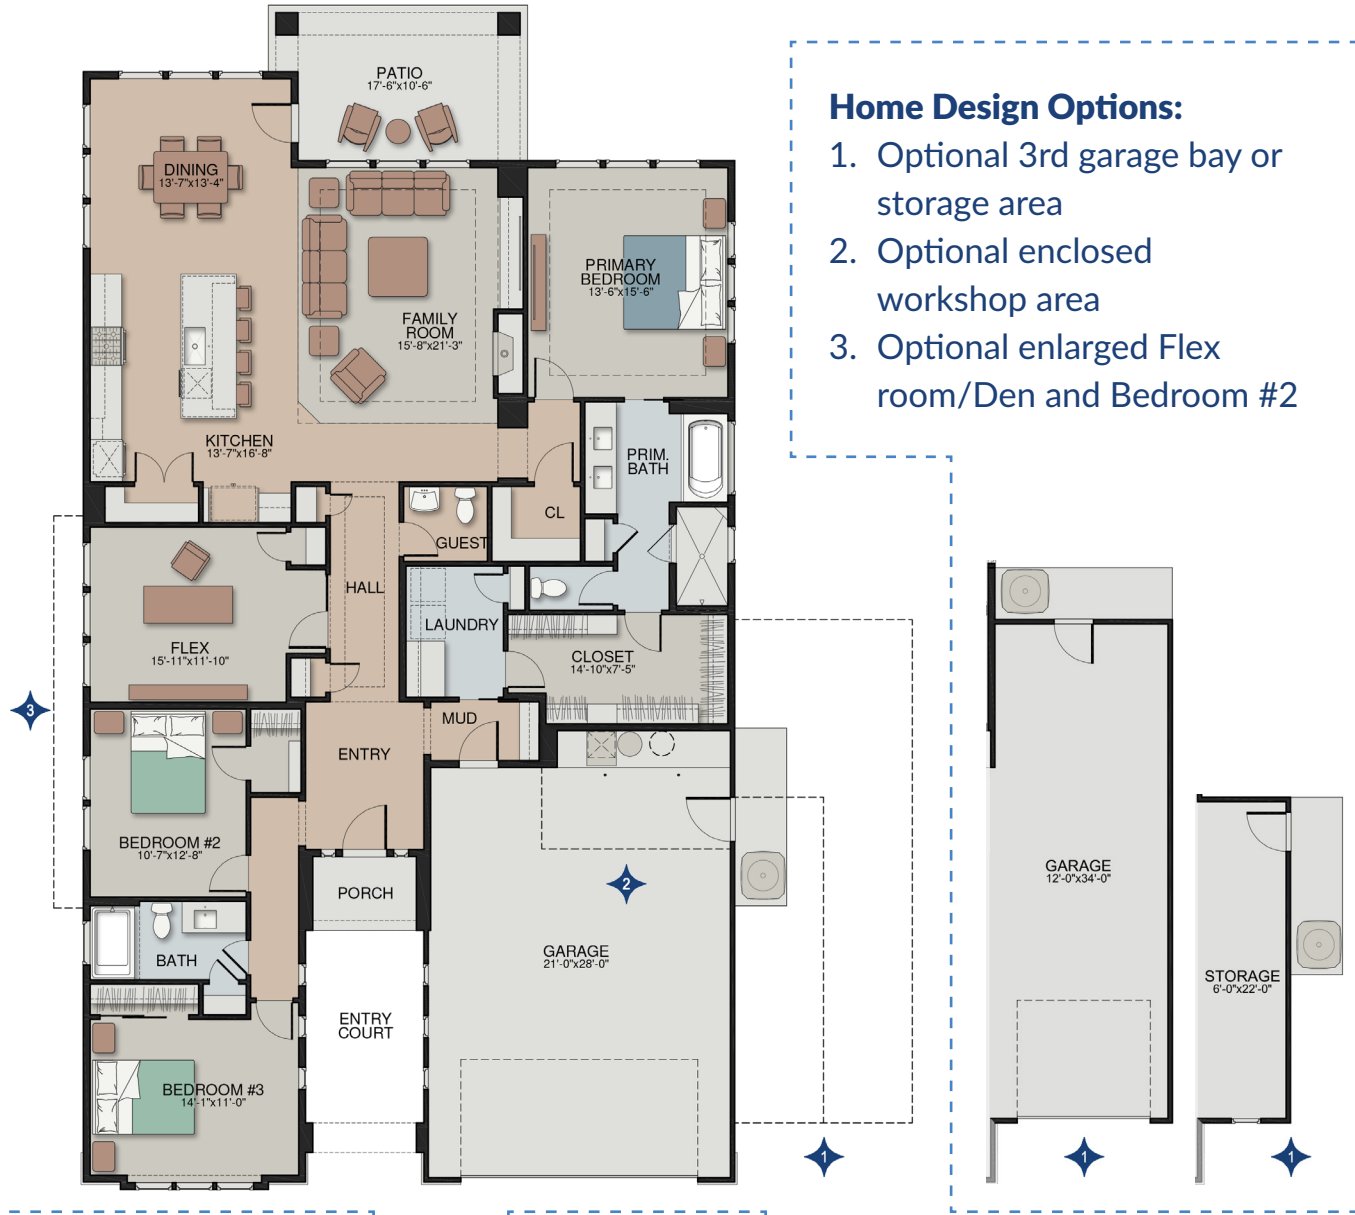 PATIO
17'-6"x10'-6"
Home Design Options:
1. Optional 3rd garage bay or
storage area
2. Optional enclosed
workshop area
3. Optional enlarged Flex
room/Den and Bedroom #2
DINING
13'-7"x13'-4"
PRIMARY
BEDROOM
13'-6"x15'-6"
FAMILY
ROOM
15'-8"x21'-3"
KITCHEN
13'-7"x16'-8"
PRIM.
BATH
CL
GUEST
HALL
LAUNDRY
FLEX
15'-11"x11'-10"
CLOSET
14'-10"x7'-5"
3
MUD
ENTRY
BEDROOM #2
10'-7"x12'-8"
2
PORCH
GARAGE
12'-0"x34'-0"
BATH
GARAGE
21'-0"x28'-0"
STORAGE
6'-0"x22'-0"
ENTRY
COURT
BEDROOM #3
14'-1"x11'-0"
1
1
1